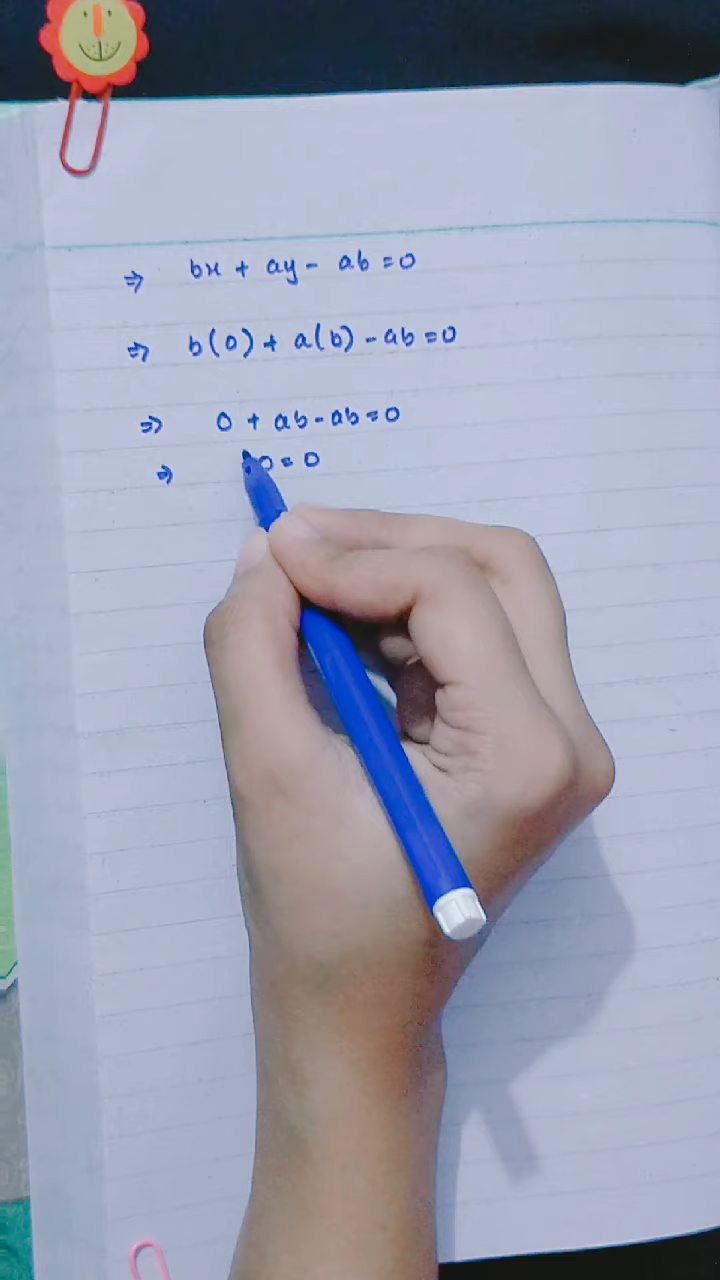 ⇒ bx + ay - ab = 0
⇒ b(0) + a(b) - ab = 0
⇒ 0 + ab - ab = 0
⇒ 0 = 0